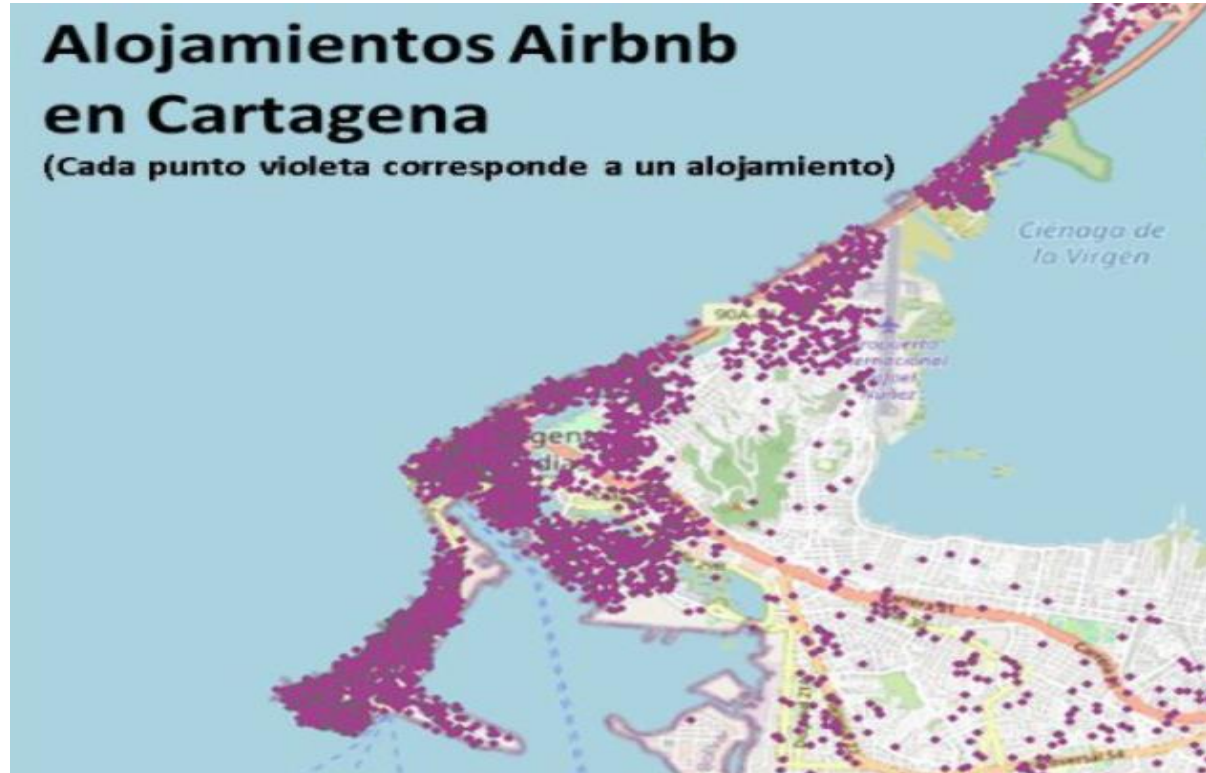 Alojamientos Airbnb
en Cartagena
(Cada punto violeta corresponde a un alojamiento)
Ciénaga de
la Virgen
90A